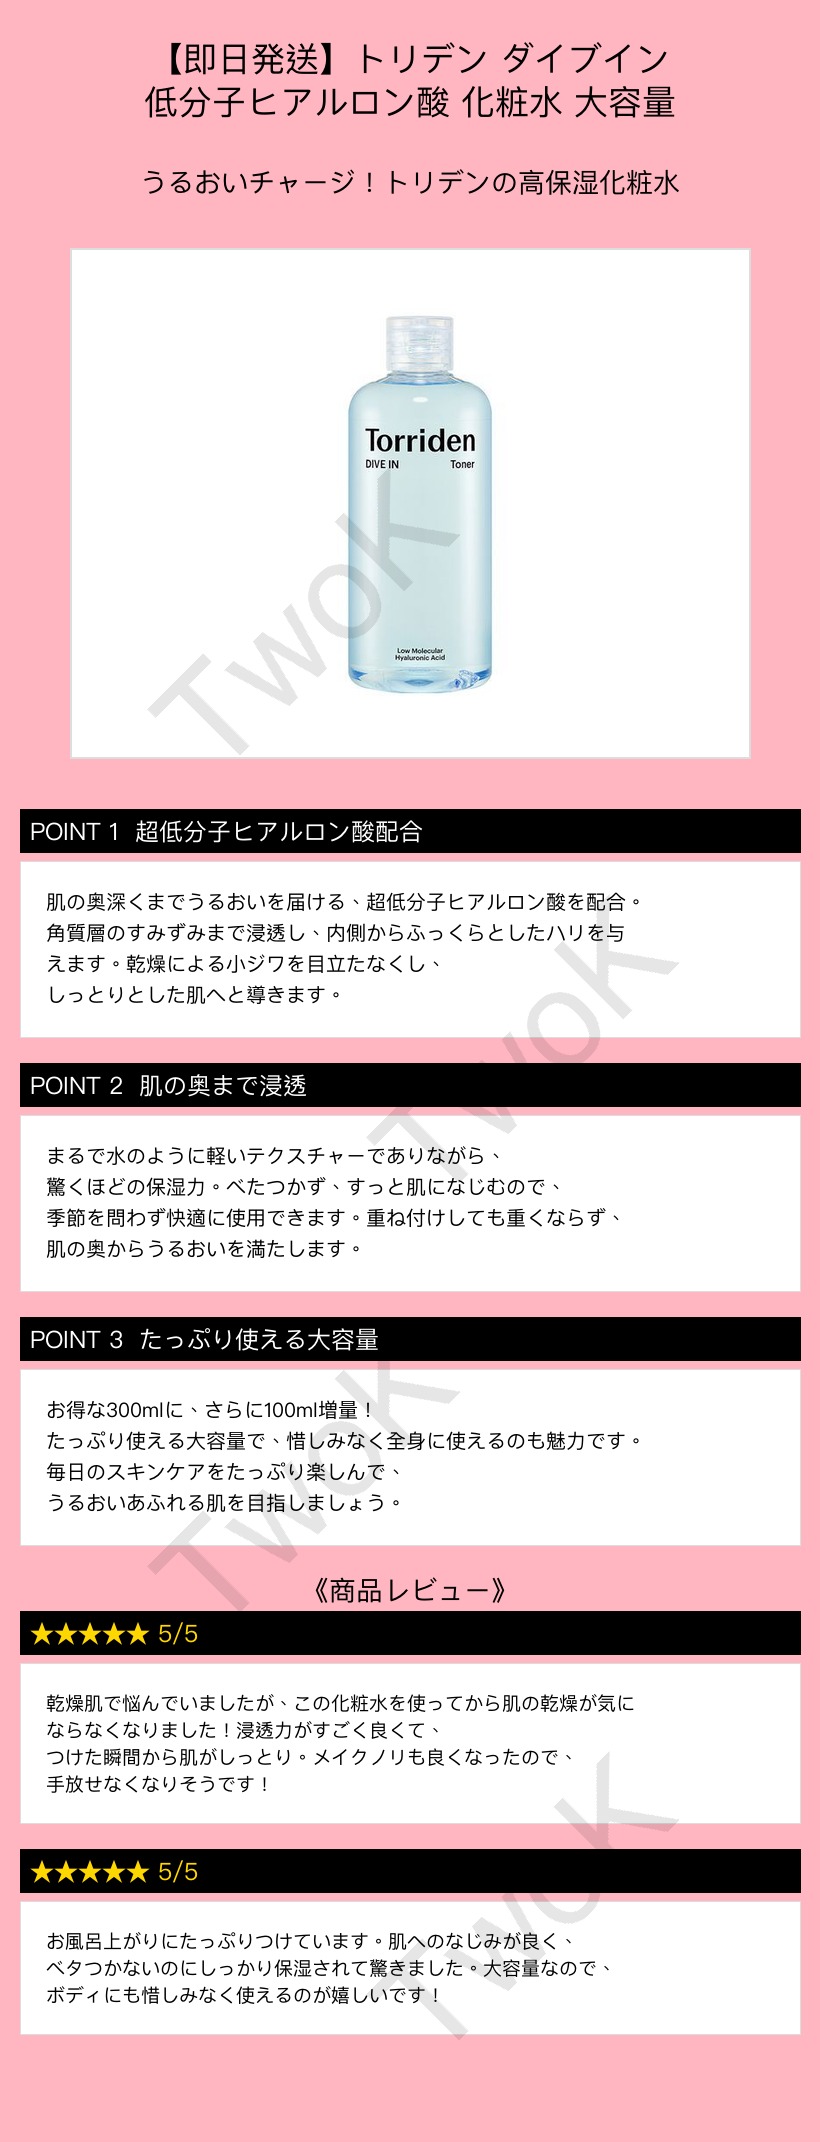 【即日発送】トリデン ダイブイン
低分子ヒアルロン酸 化粧水 大容量
うるおいチャージ！トリデンの高保湿化粧水
Torriden
DIVE IN Toner
Low Molecular
Hyaluronic Acid
TwoK
POINT 1 超低分子ヒアルロン酸配合
肌の奥深くまでうるおいを届ける、超低分子ヒアルロン酸を配合。
角質層のすみずみまで浸透し、内側からふっくらとしたハリを与
えます。乾燥による小ジワを目立たなくし、
しっとりとした肌へと導きます。
TwoK
POINT 2 肌の奥まで浸透
まるで水のように軽いテクスチャーでありながら、
驚くほどの保湿力。べたつかず、すっと肌になじむので、
季節を問わず快適に使用できます。重ね付けしても重くならず、
肌の奥からうるおいを満たします。
POINT 3 たっぷり使える大容量
お得な300mlに、さらに100ml増量！
たっぷり使える大容量で、惜しみなく全身に使えるのも魅力です。
毎日のスキンケアをたっぷり楽しんで、
うるおいあふれる肌を目指しましょう。
TwoK
《商品レビュー》
★★★★★ 5/5
乾燥肌で悩んでいましたが、この化粧水を使ってから肌の乾燥が気に
ならなくなりました！浸透力がすごく良くて、
つけた瞬間から肌がしっとり。メイクノリも良くなったので、
手放せなくなりそうです！
★★★★★ 5/5
お風呂上がりにたっぷりつけています。肌へのなじみが良く、
ベタつかないのにしっかり保湿されて驚きました。大容量なので、
ボディにも惜しみなく使えるのが嬉しいです！
TwoK